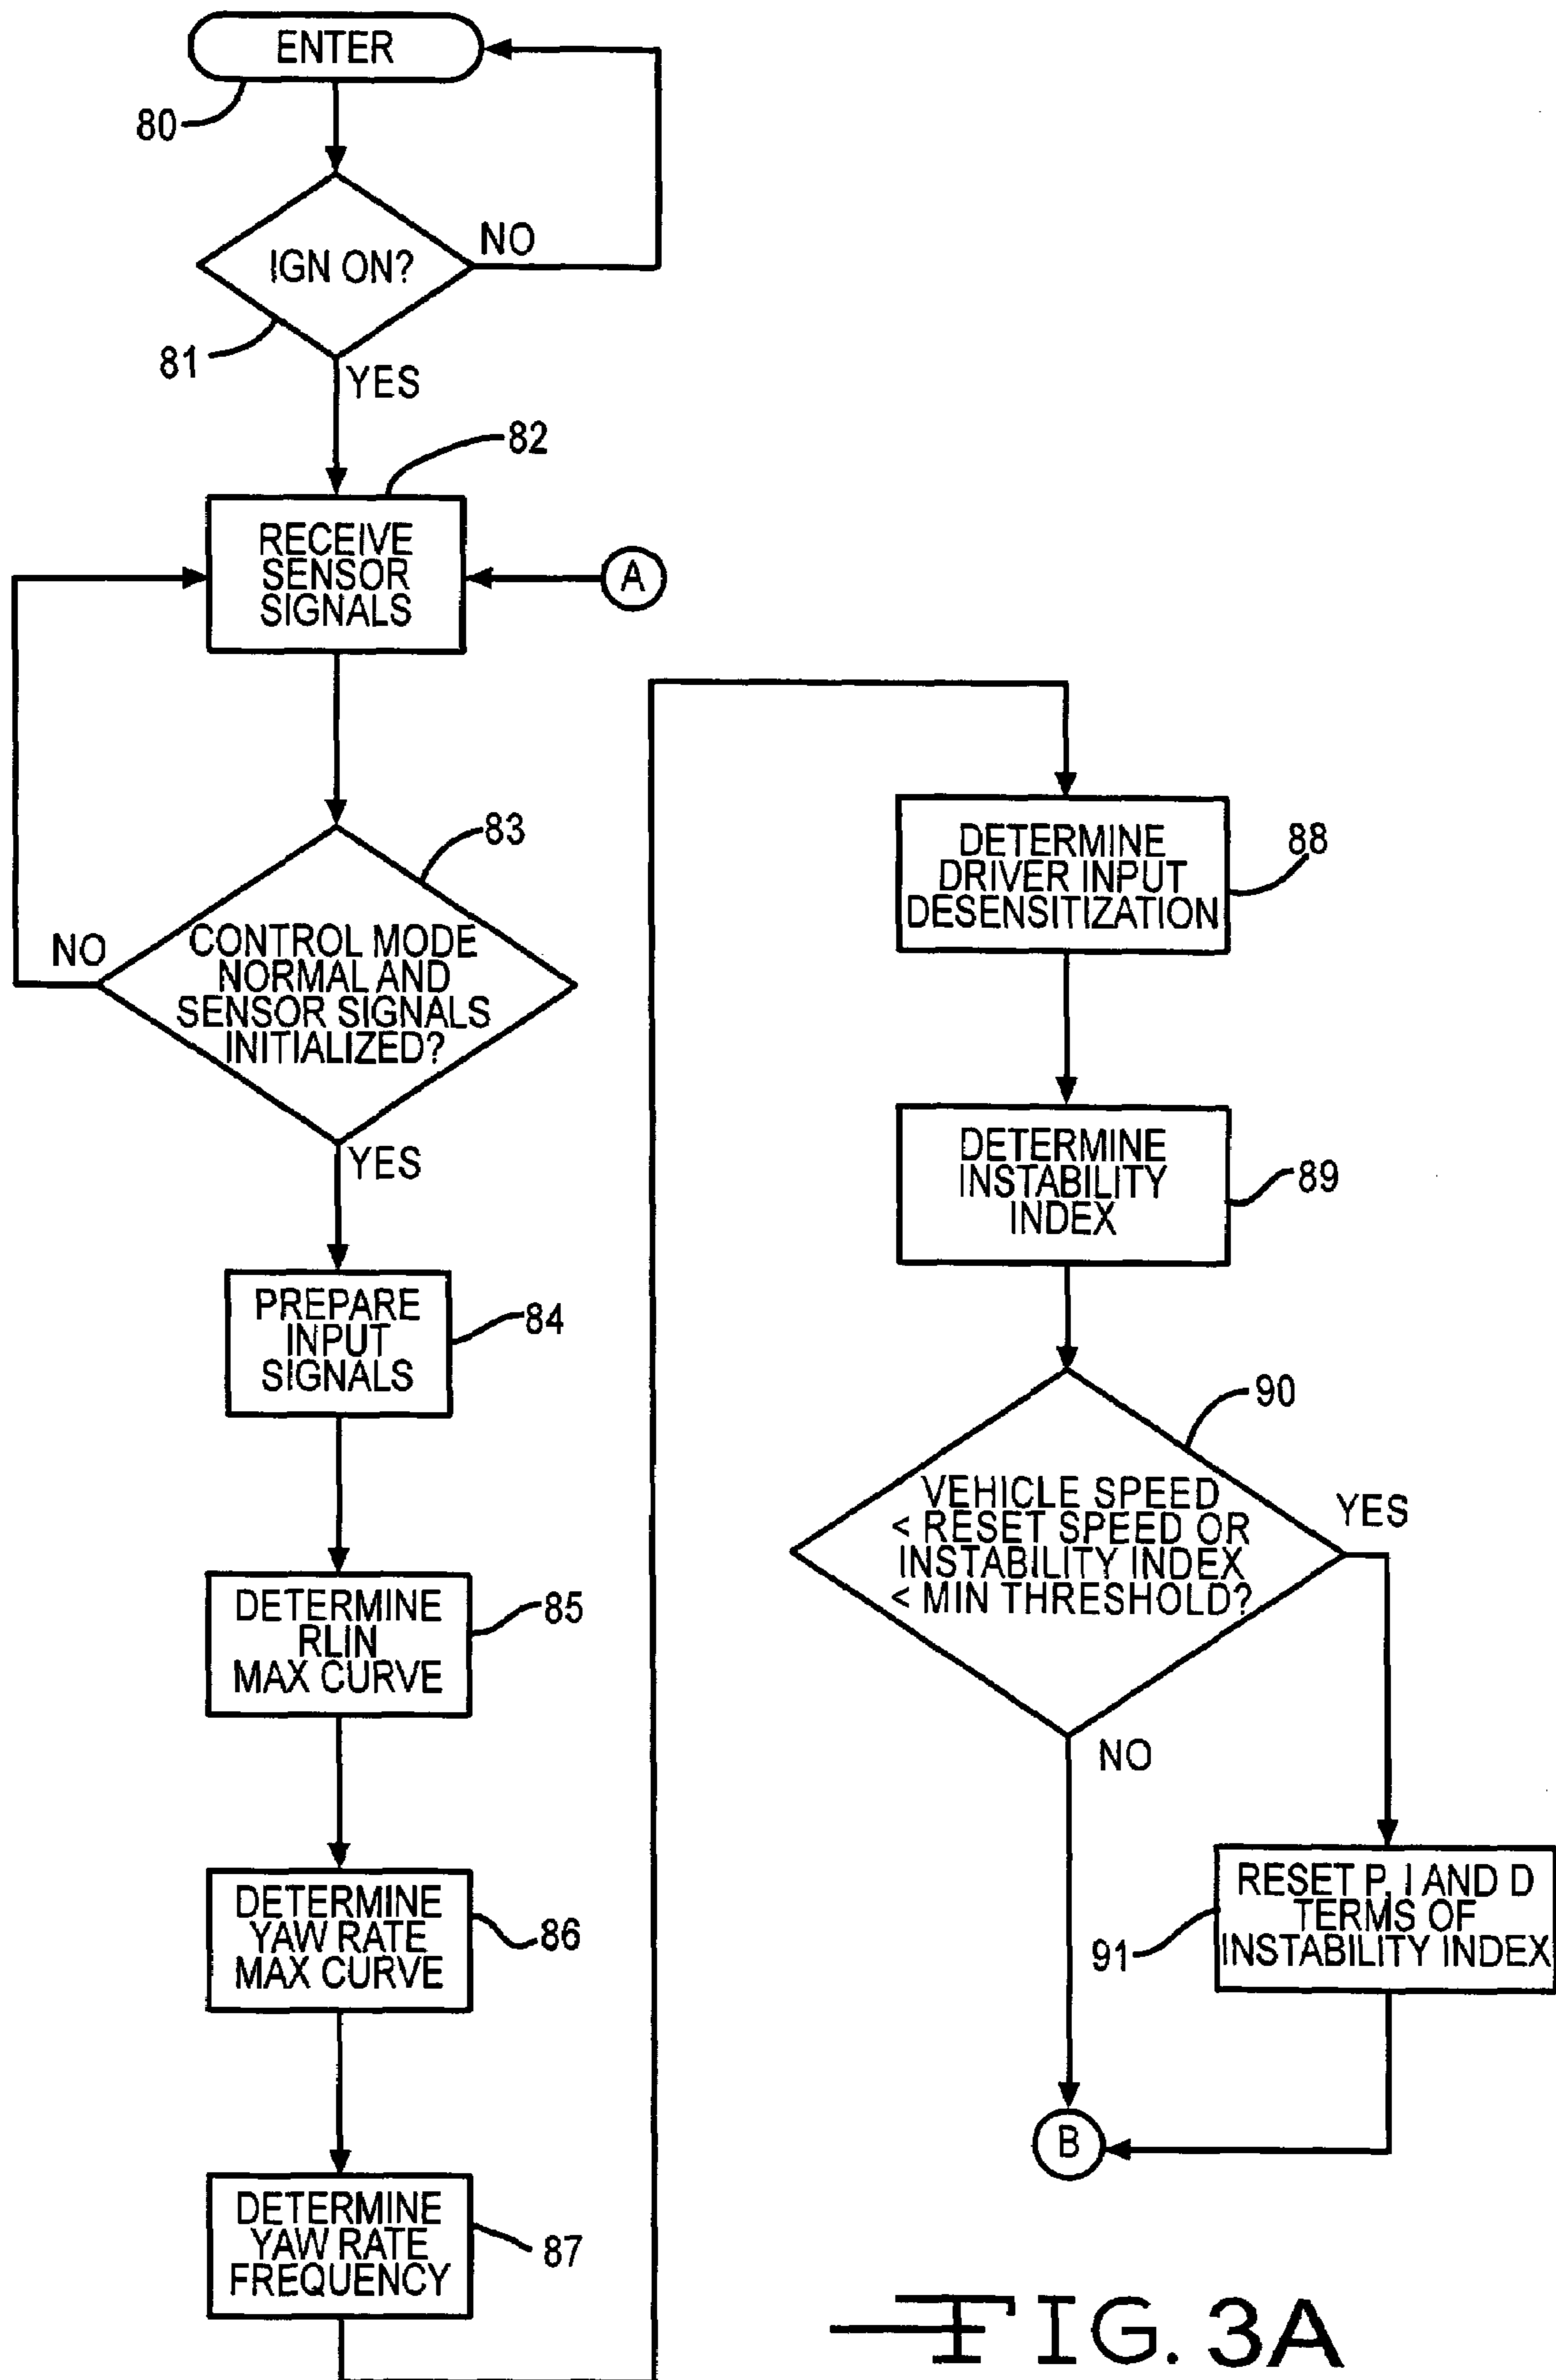 ENTER
80
IGN ON?
NO
81
YES
82
RECEIVE
SENSOR
SIGNALS
A
83
CONTROL MODE
NORMAL AND
SENSOR SIGNALS
INITIALIZED?
NO
YES
PREPARE
INPUT
SIGNALS
84
DETERMINE
RLIN
MAX CURVE
85
DETERMINE
YAW RATE
MAX CURVE
86
DETERMINE
YAW RATE
FREQUENCY
87
DETERMINE
DRIVER INPUT
DESENSITIZATION
88
DETERMINE
INSTABILITY
INDEX
89
90
VEHICLE SPEED
< RESET SPEED OR
INSTABILITY INDEX
< MIN THRESHOLD?
YES
NO
RESET P, I AND D
TERMS OF
INSTABILITY INDEX
91
B
FIG. 3A